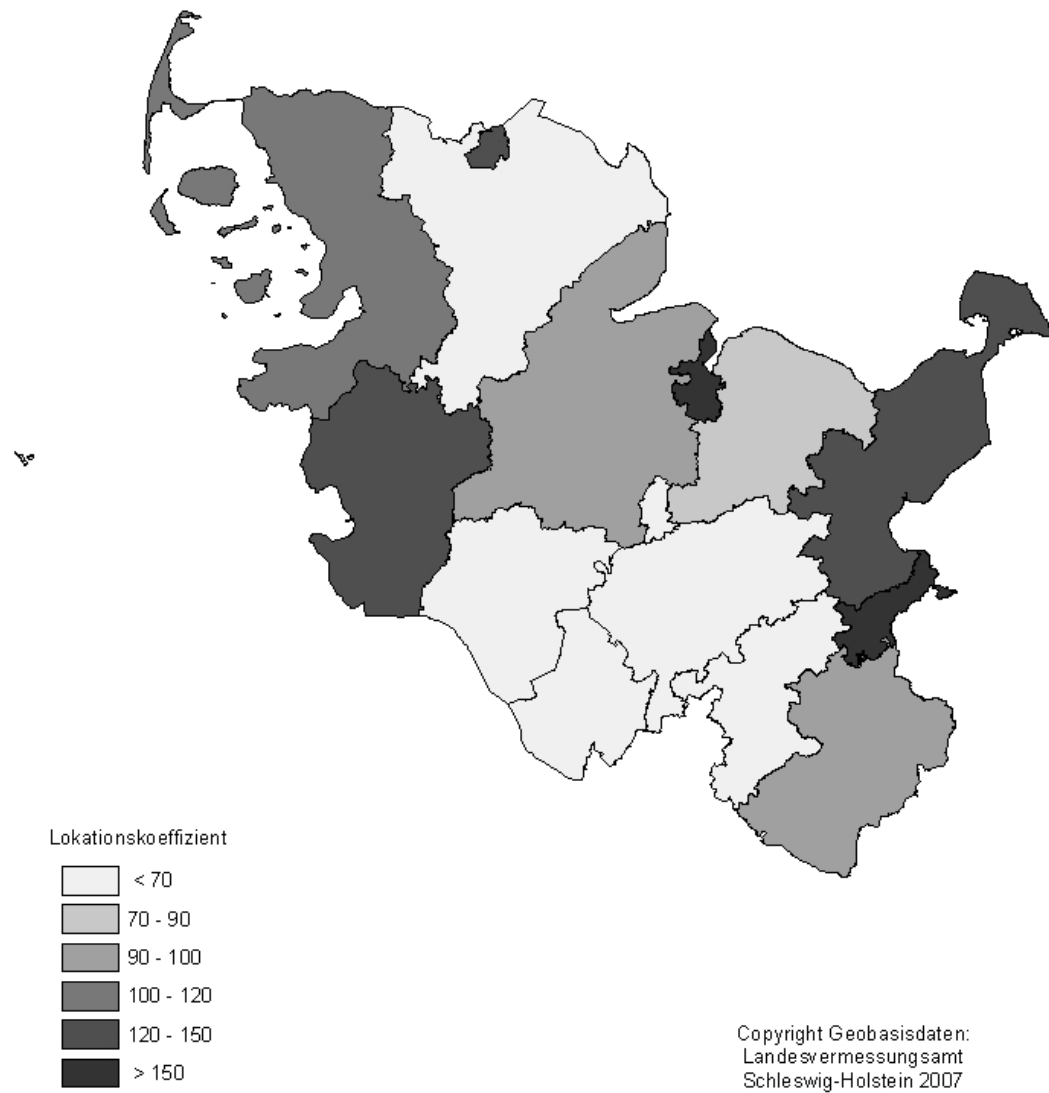 Lokationskoeffizient
< 70
70 - 90
90 - 100
100 - 120
120 - 150
> 150
Copyright Geobasisdaten:
Landesvermessungsamt
Schleswig-Holstein 2007